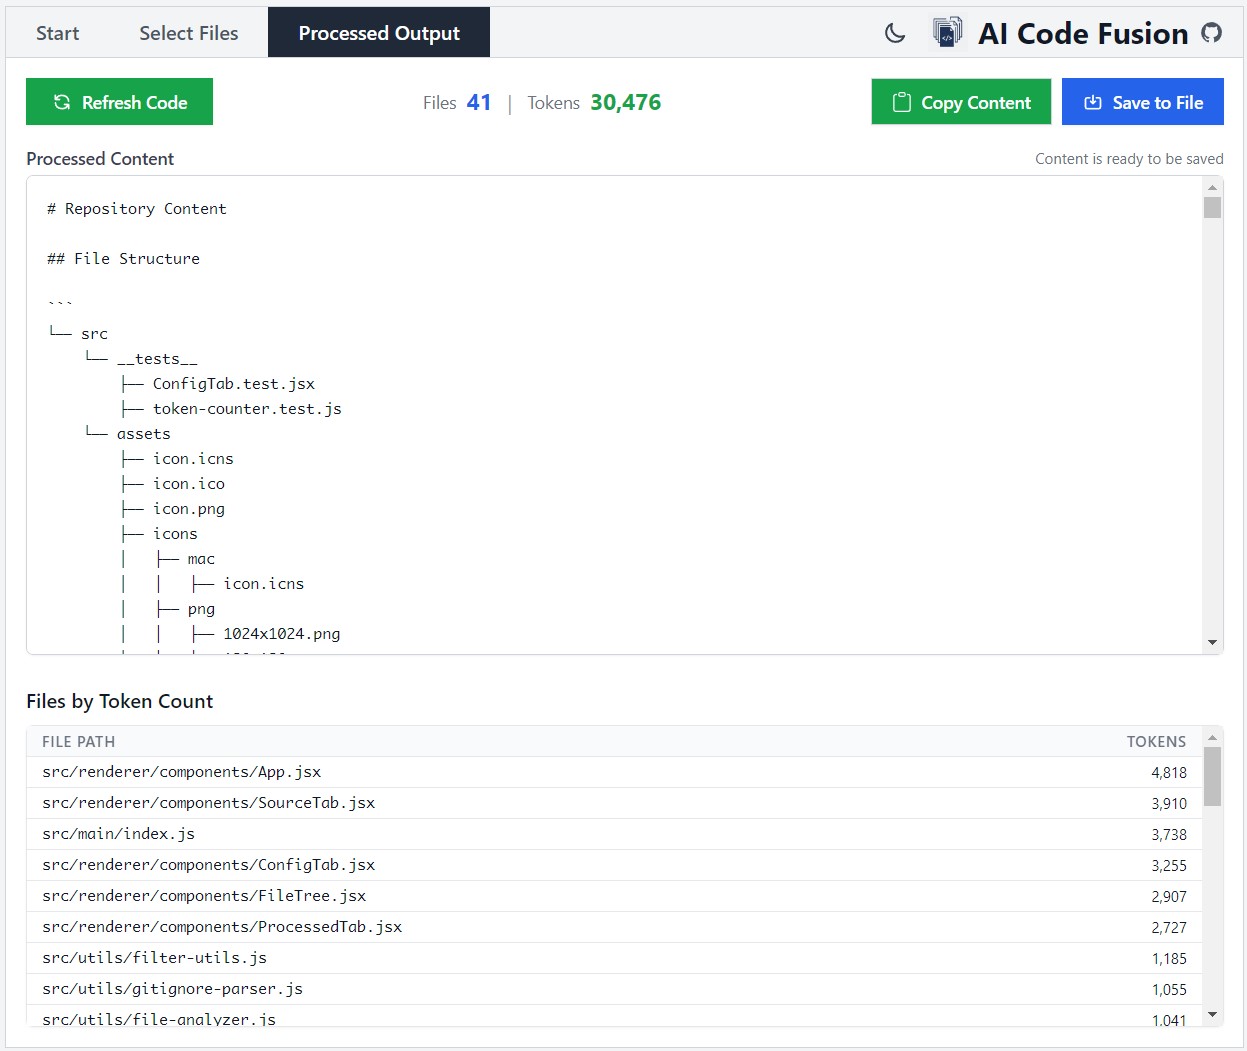 Start Select Files Processed Output AI Code Fusion
Refresh Code Files 41 | Tokens 30,476 Copy Content Save to File
Processed Content Content is ready to be saved
# Repository Content
## File Structure
```
└── src
    └── __tests__
        ├── ConfigTab.test.jsx
        ├── token-counter.test.js
    └── assets
        ├── icon.icns
        ├── icon.ico
        ├── icon.png
        ├── icons
        │   ├── mac
        │   │   ├── icon.icns
        │   ├── png
        │   │   ├── 1024x1024.png
Files by Token Count
FILE PATH TOKENS
src/renderer/components/App.jsx 4,818
src/renderer/components/SourceTab.jsx 3,910
src/main/index.js 3,738
src/renderer/components/ConfigTab.jsx 3,255
src/renderer/components/FileTree.jsx 2,907
src/renderer/components/ProcessedTab.jsx 2,727
src/utils/filter-utils.js 1,185
src/utils/gitignore-parser.js 1,055
src/utils/file-analyzer.js 1,041